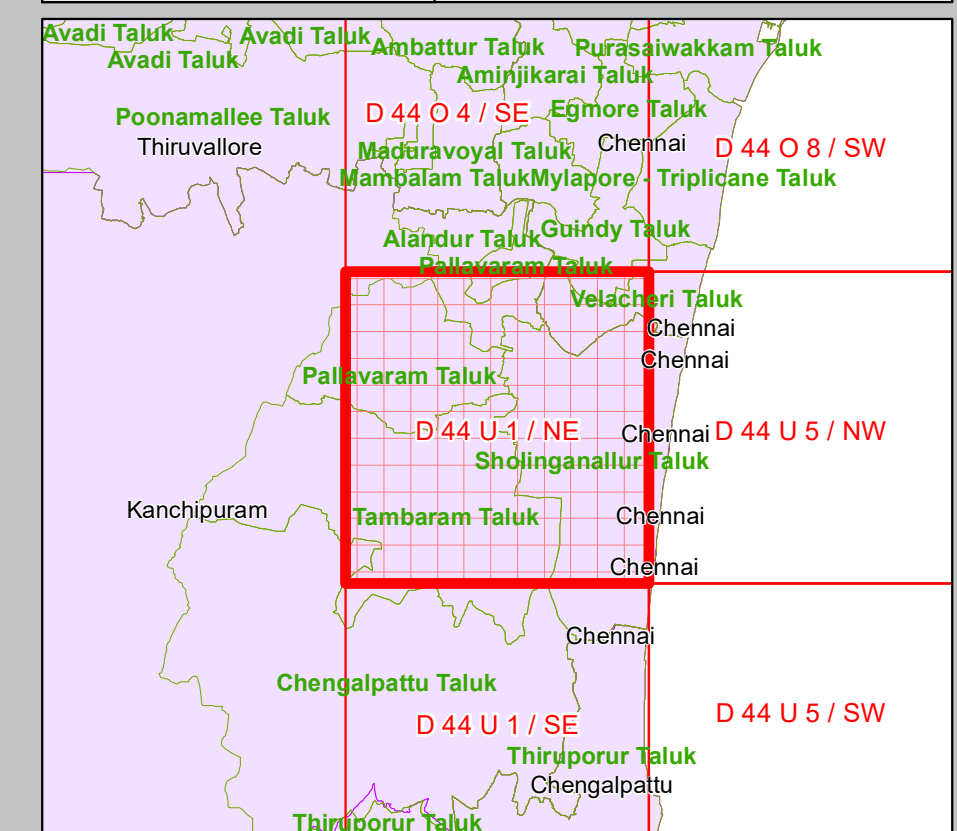 Avadi Taluk
Avadi Taluk
Ambattur Taluk
Purasaiwakkam Taluk
Avadi Taluk
Aminjikarai Taluk
Poonamallee Taluk
D 44 O 4 / SE
Egmore Taluk
Thiruvallore
Maduravoyal Taluk
Chennai
D 44 O 8 / SW
Mambalam Taluk
Mylapore - Triplicane Taluk
Alandur Taluk
Guindy Taluk
Pallavaram Taluk
Velacheri Taluk
Chennai
Chennai
Pallavaram Taluk
D 44 U 1 / NE
Chennai
D 44 U 5 / NW
Sholinganallur Taluk
Kanchipuram
Tambaram Taluk
Chennai
Chennai
Chennai
Chengalpattu Taluk
D 44 U 1 / SE
D 44 U 5 / SW
Thiruporur Taluk
Chengalpattu
Thiruporur Taluk